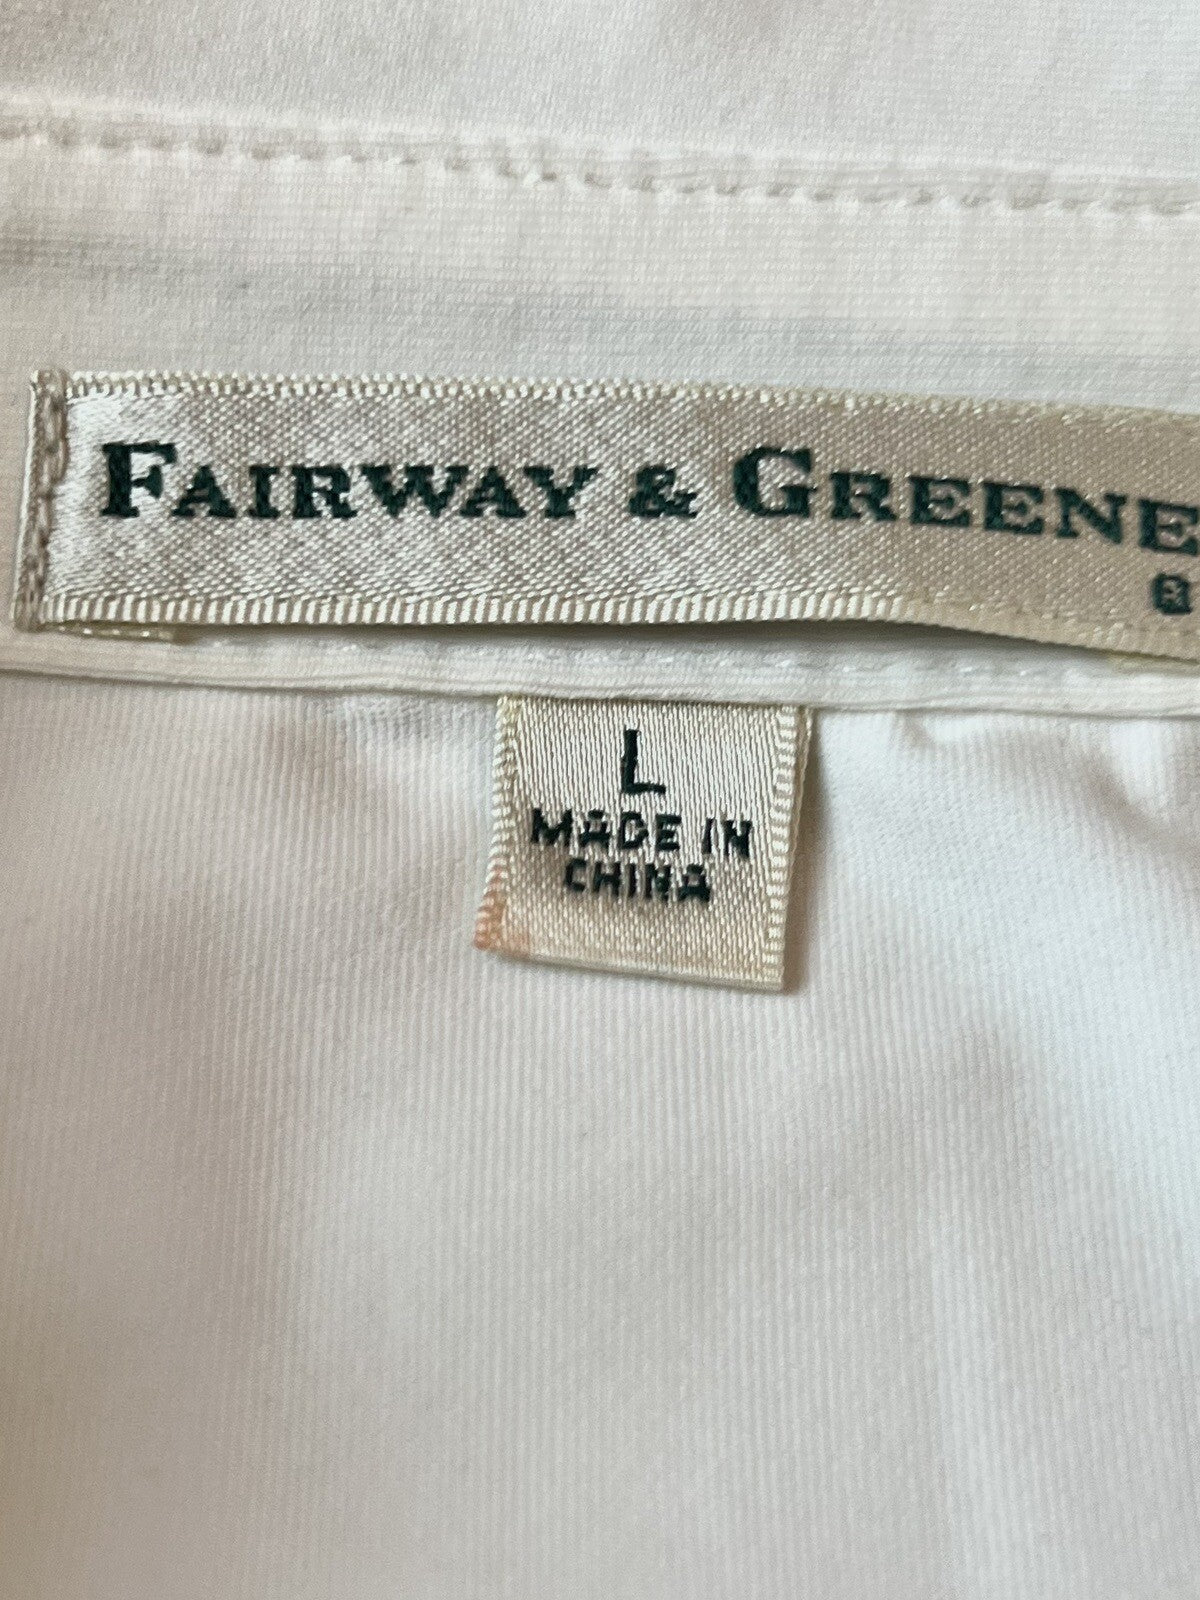 FAIRWAY & GREENE
®
L
MADE IN
CHINA